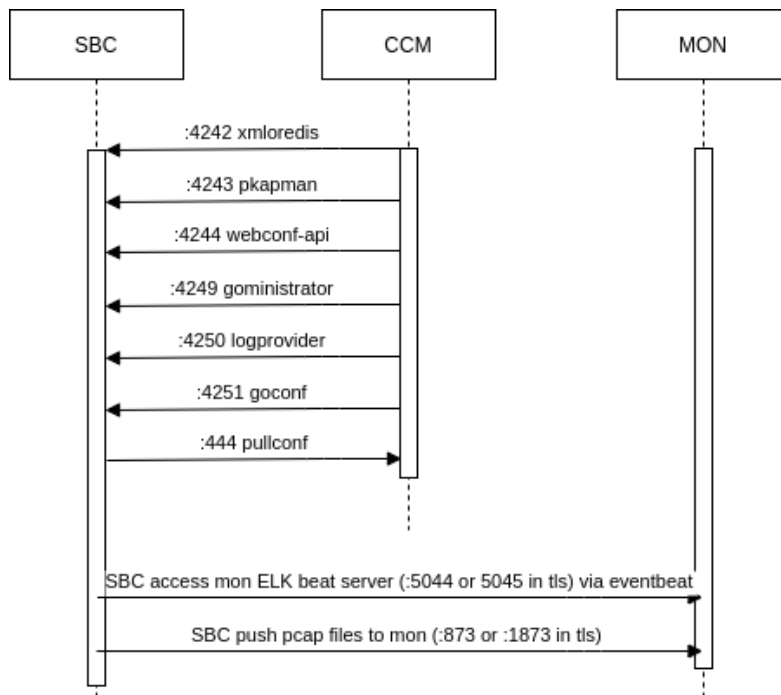 SBC
CCM
MON
:4242 xmloredis
:4243 pkapman
:4244 webconf-api
:4249 goministrator
:4250 logprovider
:4251 goconf
:444 pullconf
SBC access mon ELK beat server (:5044 or 5045 in tls) via eventbeat
SBC push pcap files to mon (:873 or :1873 in tls)